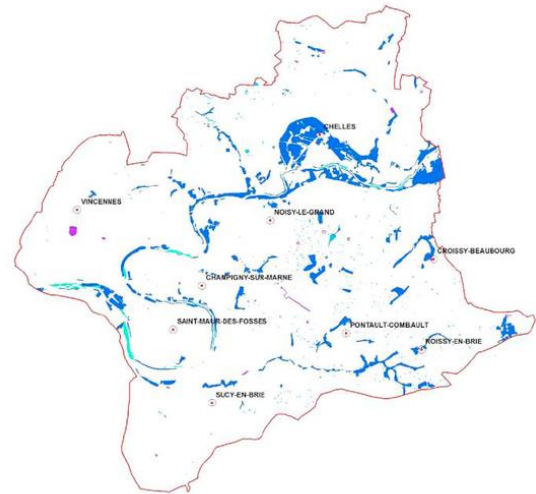 CHELLES
VINCENNES
NOISY-LE-GRAND
CROISSY-BEAUBOURG
CHAMPIGNY-SUR-MARNE
SAINT-MAUR-DES-FOSSES
PONTAULT-COMBAULT
ROISSY-EN-BRIE
SUCY-EN-BRIE